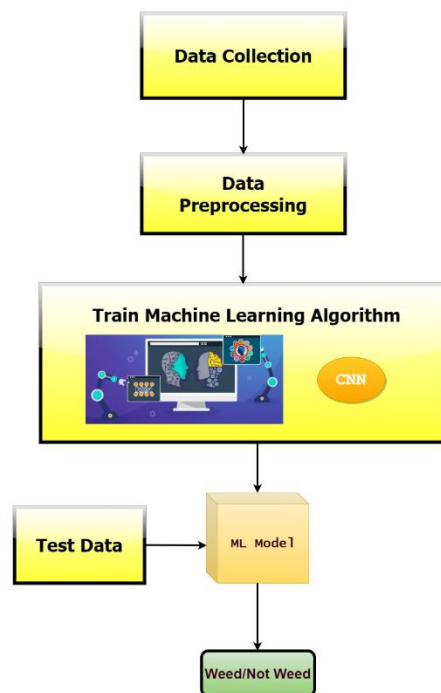 Data Collection
Data
Preprocessing
Train Machine Learning Algorithm
CNN
Test Data
ML Model
Weed/Not Weed